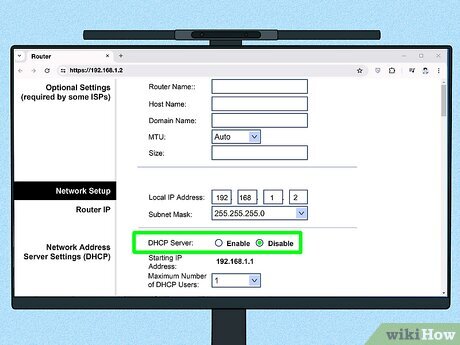 Router
https://192.168.1.2
Optional Settings
(required by some ISPs)
Router Name::
Host Name:
Domain Name:
MTU: Auto
Size:
Network Setup
Router IP
Local IP Address: 192. 168. 1. 2
Subnet Mask: 255.255.255.0
Network Address
Server Settings (DHCP)
DHCP Server: Enable Disable
Starting IP
Address: 192.168.1.1
Maximum Number
of DHCP Users: 1
wikiHow